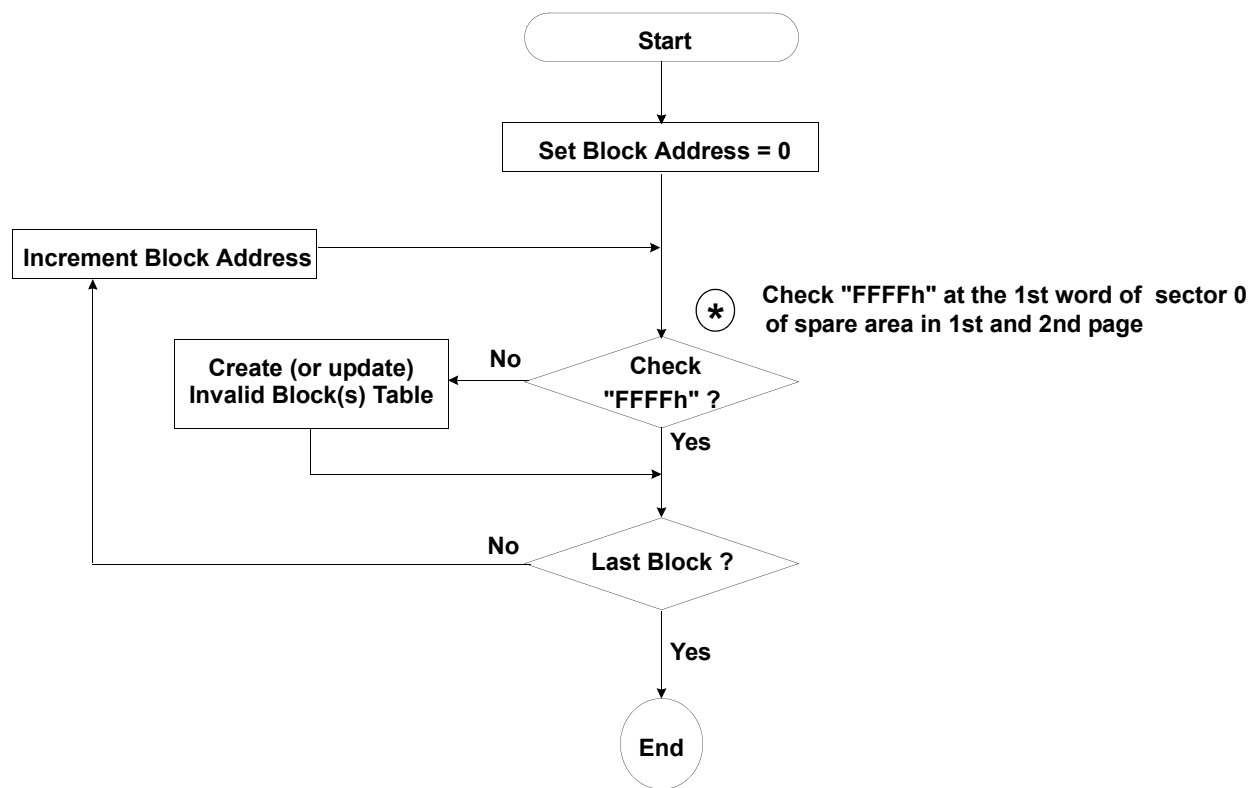 Start
Set Block Address = 0
Increment Block Address
*
Check "FFFFh" at the 1st word of sector 0
of spare area in 1st and 2nd page
No
Create (or update)
Invalid Block(s) Table
Check
"FFFFh" ?
Yes
No
Last Block ?
Yes
End